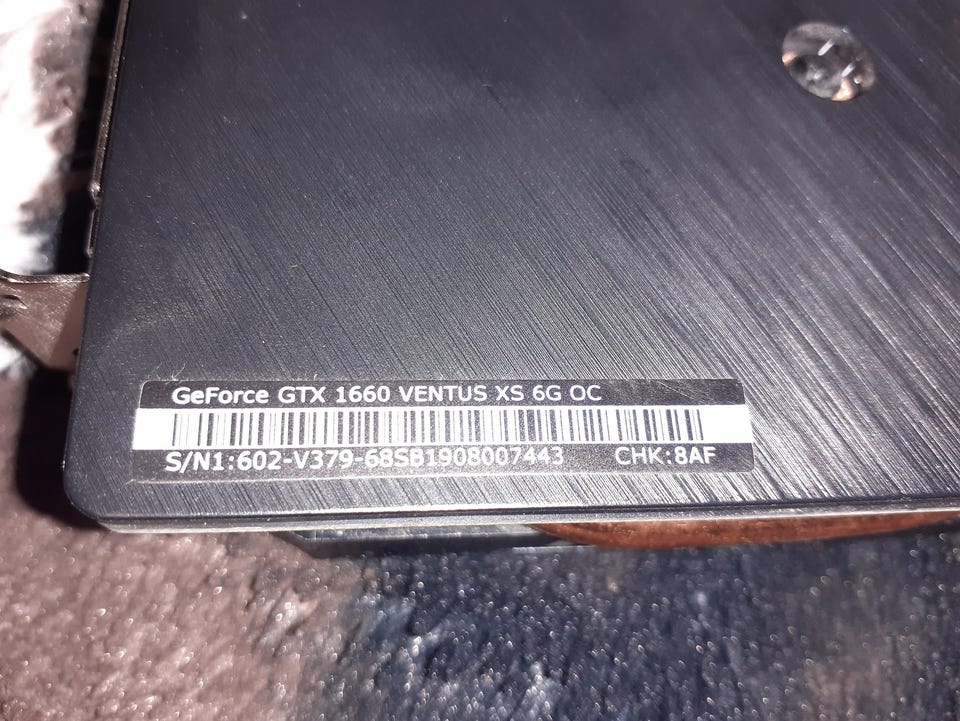 GeForce GTX 1660 VENTUS XS 6G OC
S/N1:602-V379-68SB1908007443 CHK:8AF